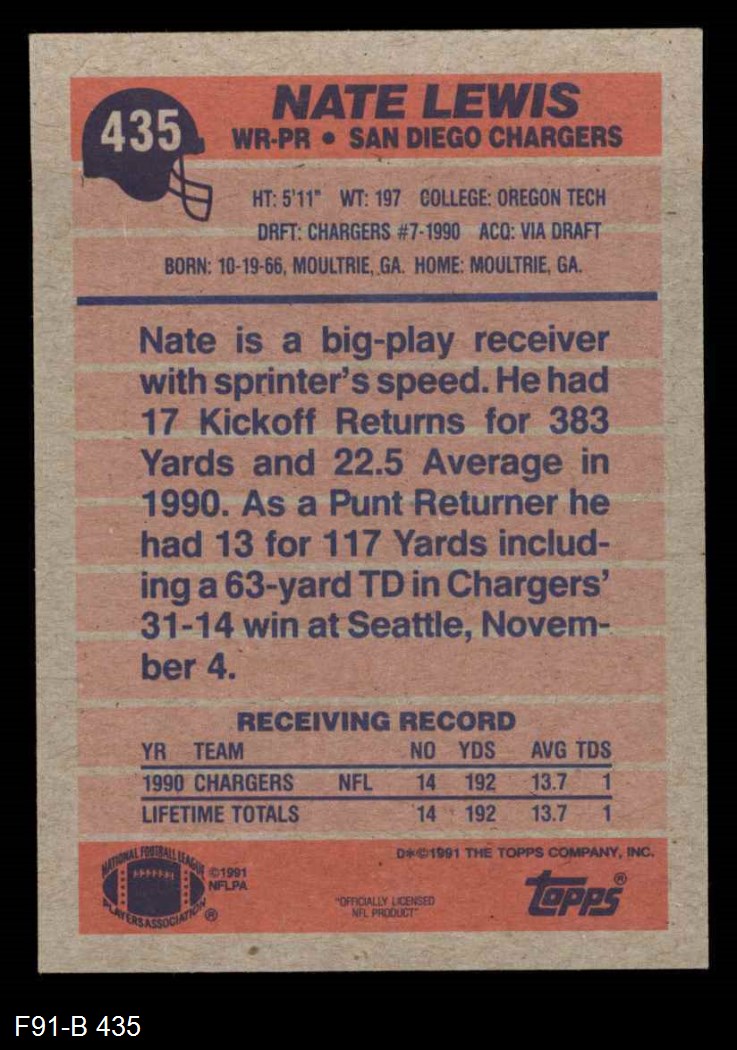 435
NATE LEWIS
WR-PR • SAN DIEGO CHARGERS
HT: 5'11" WT: 197 COLLEGE: OREGON TECH
DRFT: CHARGERS #7-1990 ACQ: VIA DRAFT
BORN: 10-19-66, MOULTRIE, GA. HOME: MOULTRIE, GA.
Nate is a big-play receiver
with sprinter's speed. He had
17 Kickoff Returns for 383
Yards and 22.5 Average in
1990. As a Punt Returner he
had 13 for 117 Yards includ-
ing a 63-yard TD in Chargers'
31-14 win at Seattle, Novem-
ber 4.
RECEIVING RECORD
YR TEAM NO YDS AVG TDS
1990 CHARGERS NFL 14 192 13.7 1
LIFETIME TOTALS 14 192 13.7 1
NATIONAL FOOTBALL LEAGUE
PLAYERS ASSOCIATION ®
©1991
NFLPA
"OFFICIALLY LICENSED
NFL PRODUCT"
D✻©1991 THE TOPPS COMPANY, INC.
topps®
F91-B 435